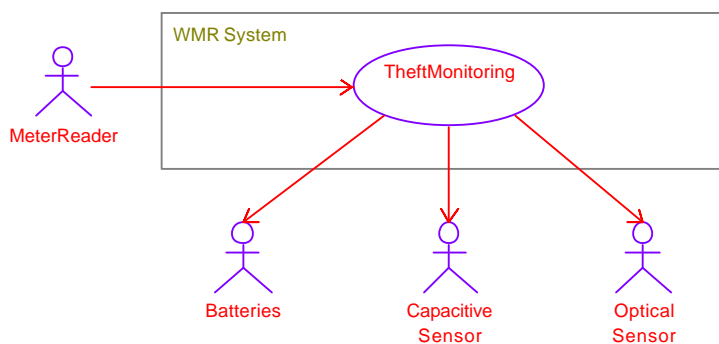 WMR System
TheftMonitoring
MeterReader
Batteries
Capacitive
Sensor
Optical
Sensor